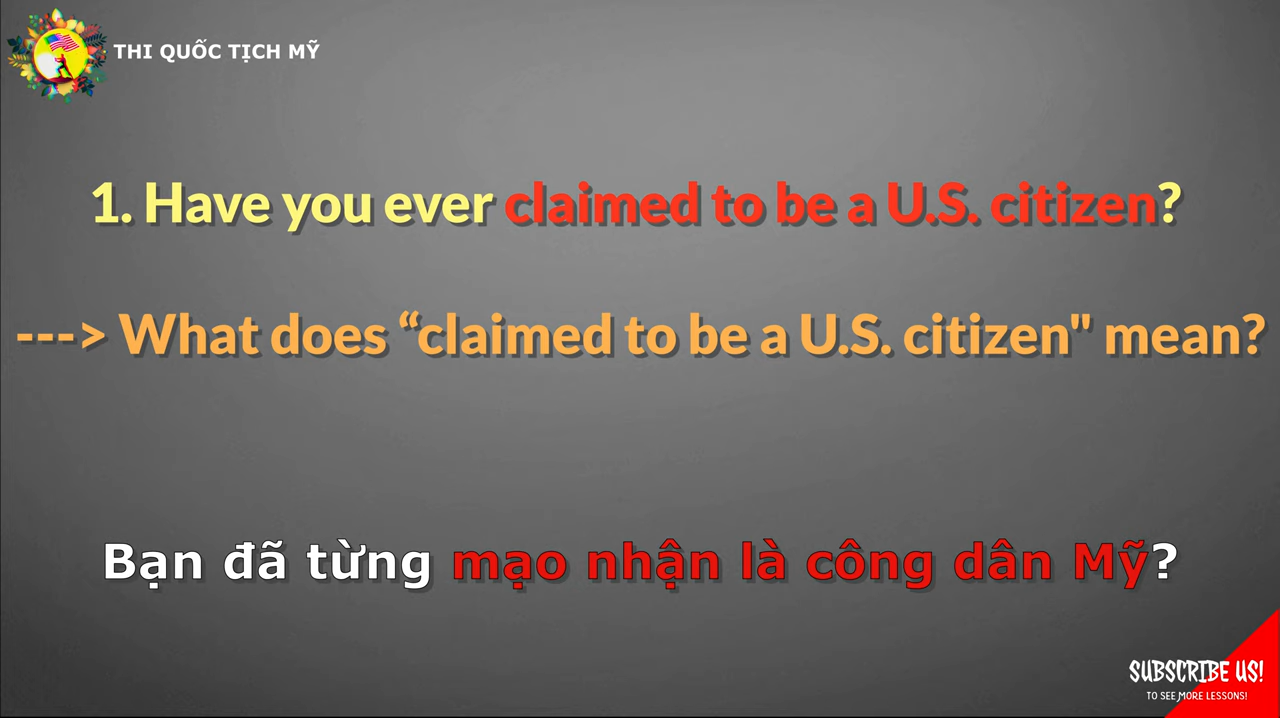 THI QUỐC TỊCH MỸ
1. Have you ever claimed to be a U.S. citizen?
---> What does “claimed to be a U.S. citizen" mean?
Bạn đã từng mạo nhận là công dân Mỹ?
SUBSCRIBE US!
TO SEE MORE LESSONS!